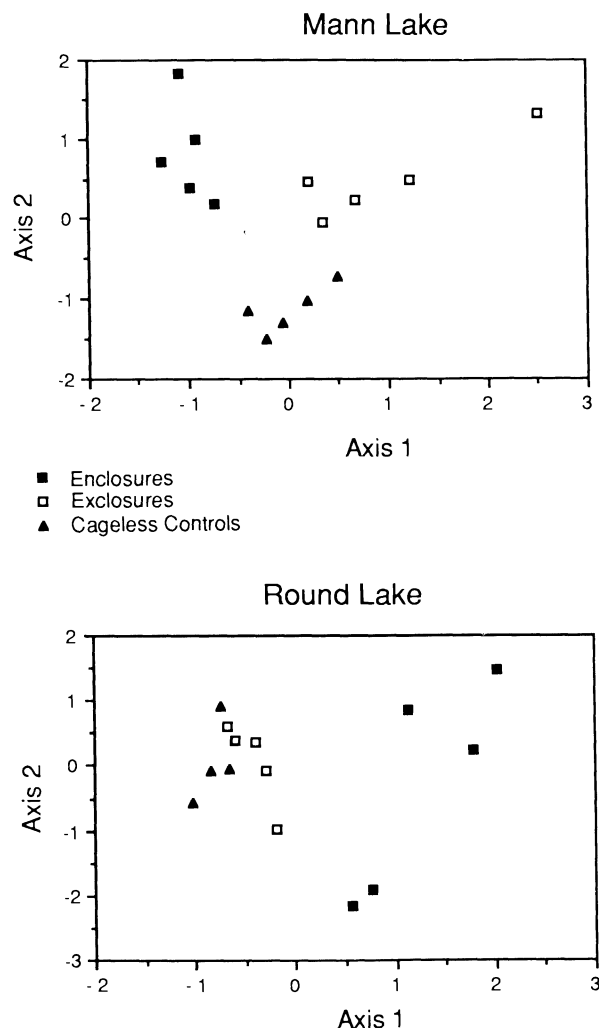 Mann Lake
2
1
0
-1
-2
Axis 2
-2 -1 0 1 2 3
Axis 1
Enclosures
Exclosures
Cageless Controls
Round Lake
2
1
0
-1
-2
-3
Axis 2
-2 -1 0 1 2 3
Axis 1